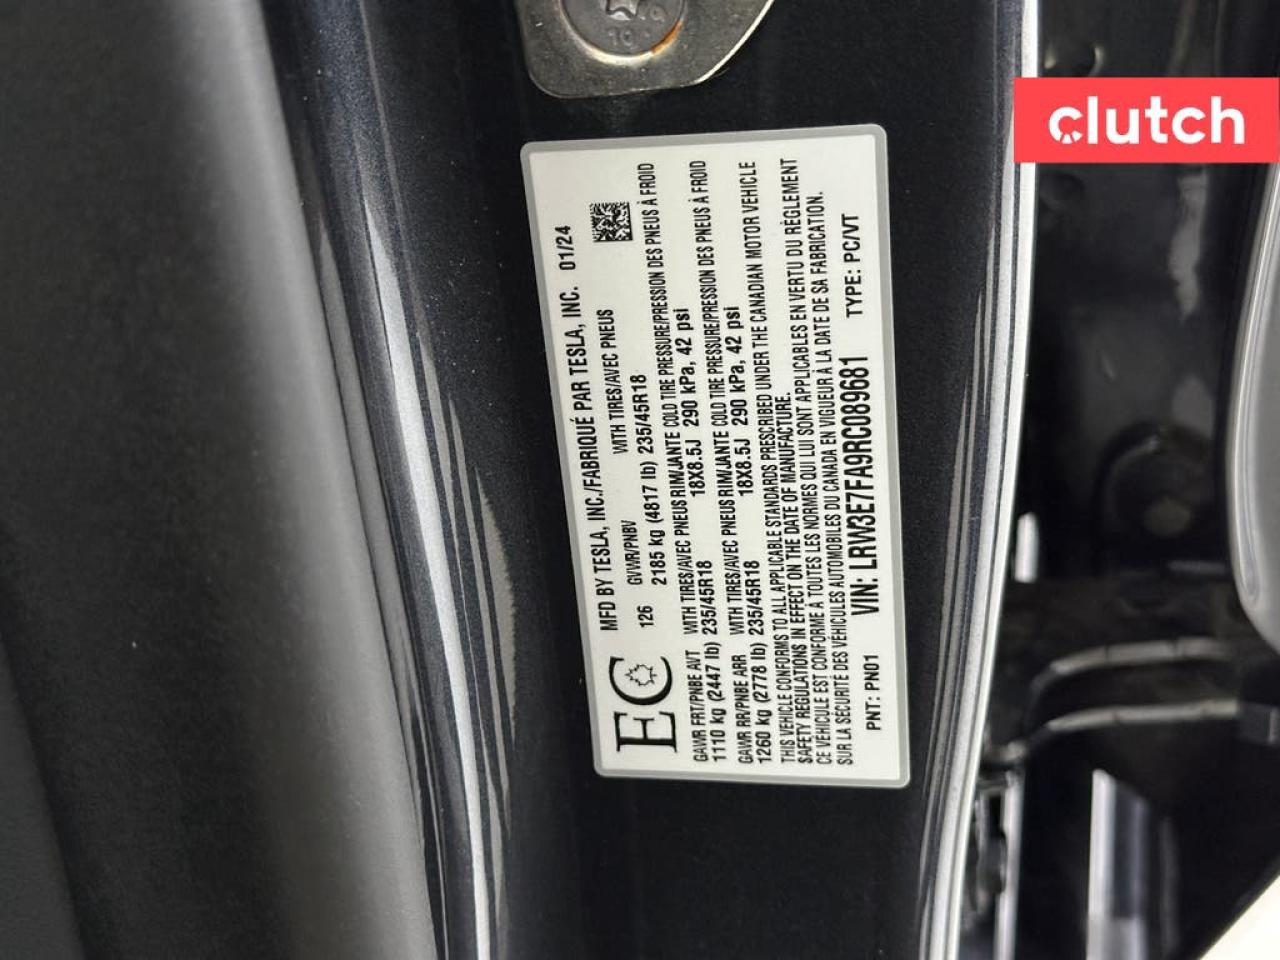 clutch
MFD BY TESLA, INC./FABRIQUÉ PAR TESLA, INC. 01/24
126 GVWR/PNBV WITH TIRES/AVEC PNEUS
2185 kg (4817 lb) 235/45R18
GAWR FRT/PNBE AVT WITH TIRES/AVEC PNEUS RIM/JANTE COLD TIRE PRESSURE/PRESSION DES PNEUS À FROID
1110 kg (2447 lb) 235/45R18 18X8.5J 290 kPa, 42 psi
GAWR RR/PNBE ARR WITH TIRES/AVEC PNEUS RIM/JANTE COLD TIRE PRESSURE/PRESSION DES PNEUS À FROID
1260 kg (2778 lb) 235/45R18 18X8.5J 290 kPa, 42 psi
THIS VEHICLE CONFORMS TO ALL APPLICABLE STANDARDS PRESCRIBED UNDER THE CANADIAN MOTOR VEHICLE
SAFETY REGULATIONS IN EFFECT ON THE DATE OF MANUFACTURE.
CE VÉHICULE EST CONFORME À TOUTES LES NORMES QUI LUI SONT APPLICABLES EN VERTU DU RÈGLEMENT
SUR LA SÉCURITÉ DES VÉHICULES AUTOMOBILES DU CANADA EN VIGUEUR À LA DATE DE SA FABRICATION.
PNT: PN01 VIN: LRW3E7FA9RC089681 TYPE: PC/VT